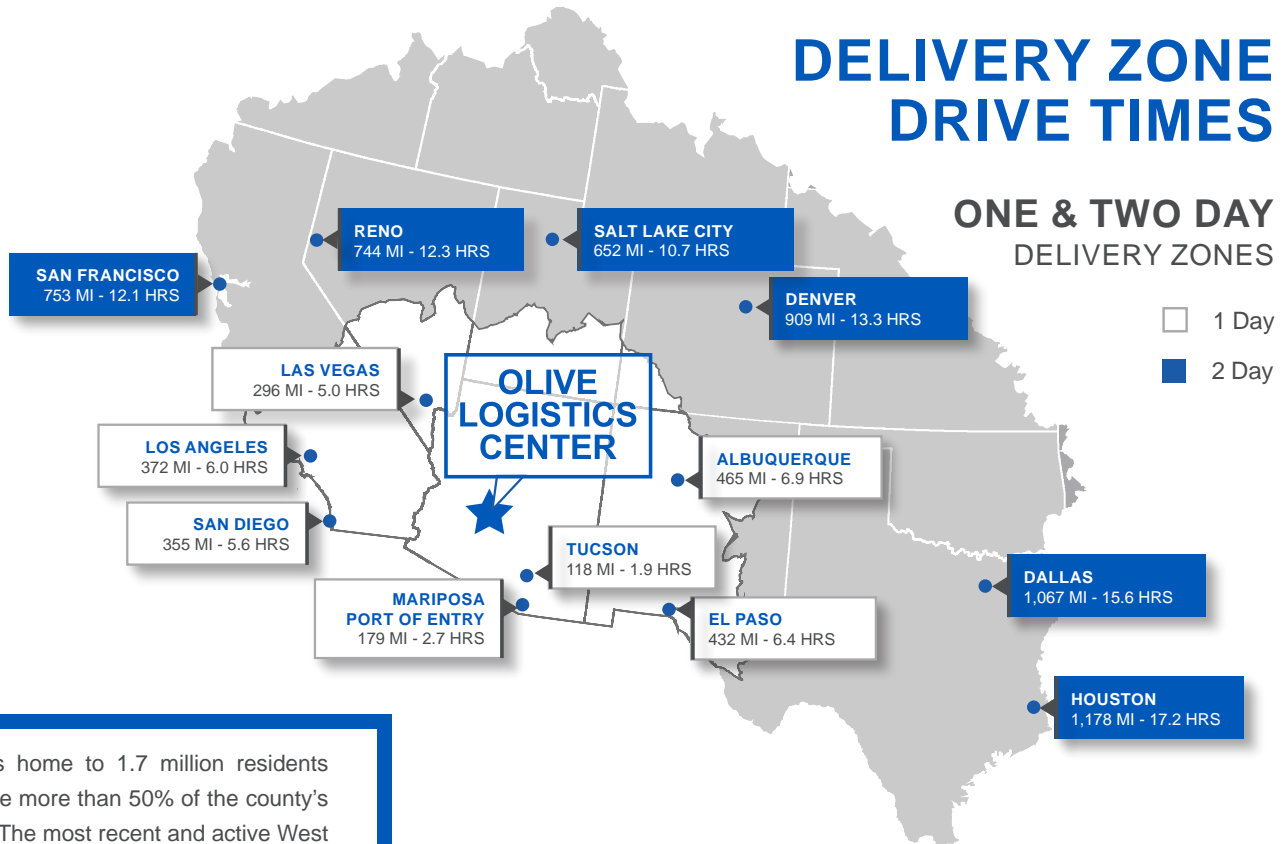 DELIVERY ZONE
DRIVE TIMES
ONE & TWO DAY
DELIVERY ZONES
1 Day
2 Day
RENO
744 MI - 12.3 HRS
SALT LAKE CITY
652 MI - 10.7 HRS
SAN FRANCISCO
753 MI - 12.1 HRS
DENVER
909 MI - 13.3 HRS
LAS VEGAS
296 MI - 5.0 HRS
OLIVE
LOGISTICS
CENTER
LOS ANGELES
372 MI - 6.0 HRS
ALBUQUERQUE
465 MI - 6.9 HRS
SAN DIEGO
355 MI - 5.6 HRS
TUCSON
118 MI - 1.9 HRS
MARIPOSA
PORT OF ENTRY
179 MI - 2.7 HRS
EL PASO
432 MI - 6.4 HRS
DALLAS
1,067 MI - 15.6 HRS
HOUSTON
1,178 MI - 17.2 HRS
home to 1.7 million residents
more than 50% of the county's
The most recent and active West